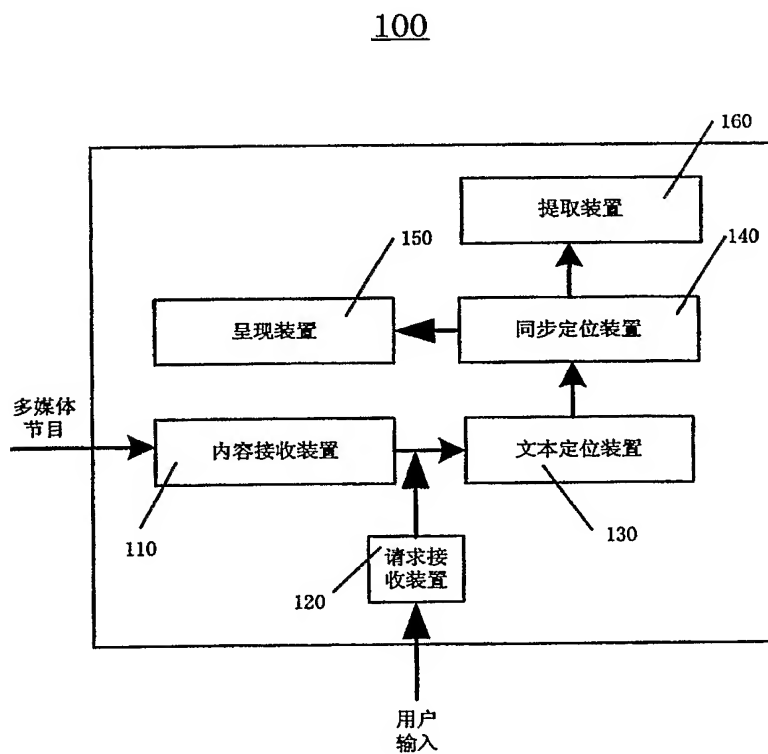 100
160
提取装置
150
140
呈现装置
同步定位装置
多媒体
节目
内容接收装置
文本定位装置
110
120
请求接
收装置
130
用户
输入